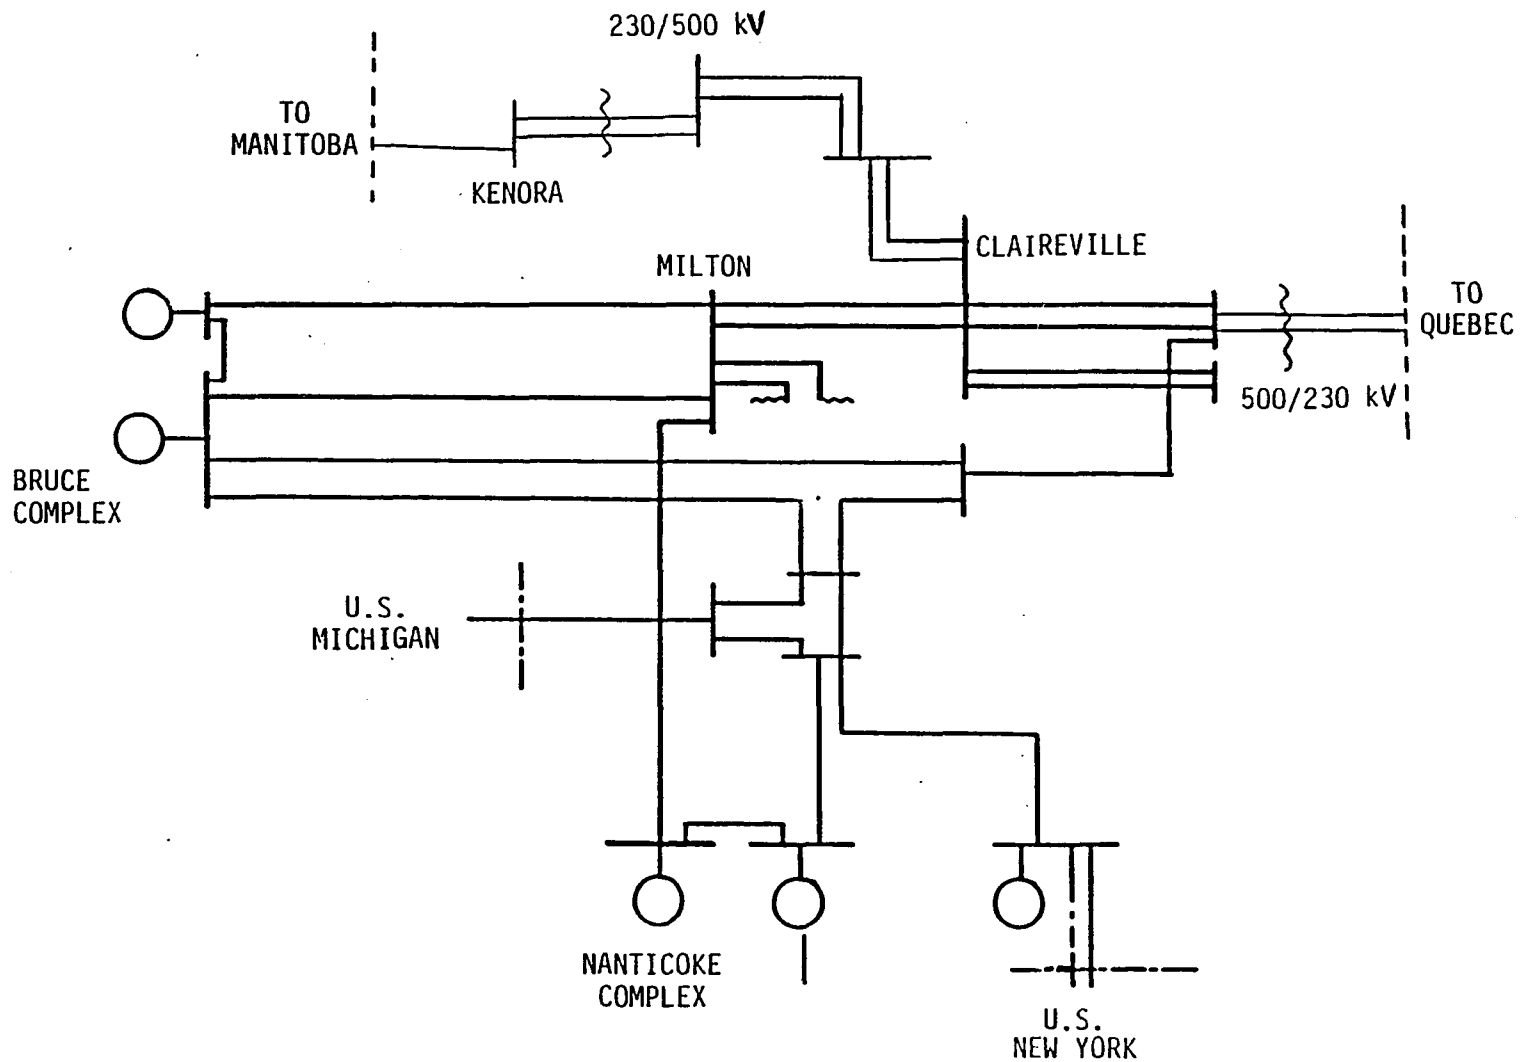 230/500 kV
TO
MANITOBA
KENORA
CLAIREVILLE
MILTON
TO
QUEBEC
500/230 kV
BRUCE
COMPLEX
U.S.
MICHIGAN
NANTICOKE
COMPLEX
U.S.
NEW YORK